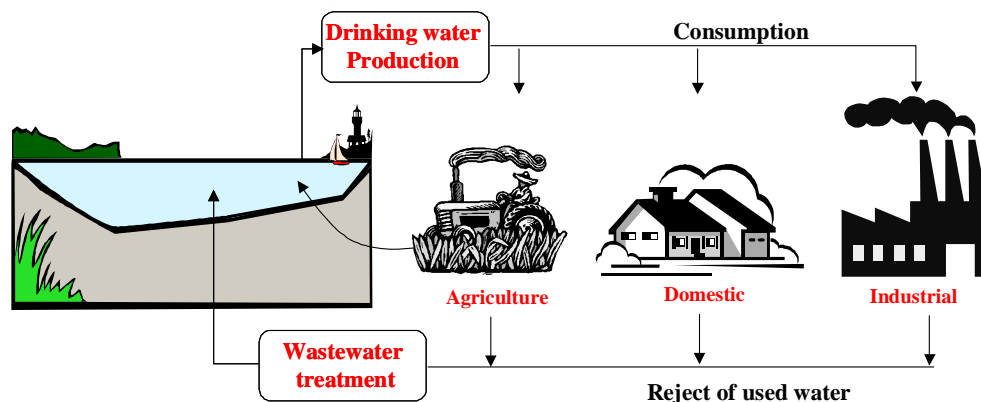 Drinking water
Production
Consumption
Agriculture
Domestic
Industrial
Wastewater
treatment
Reject of used water